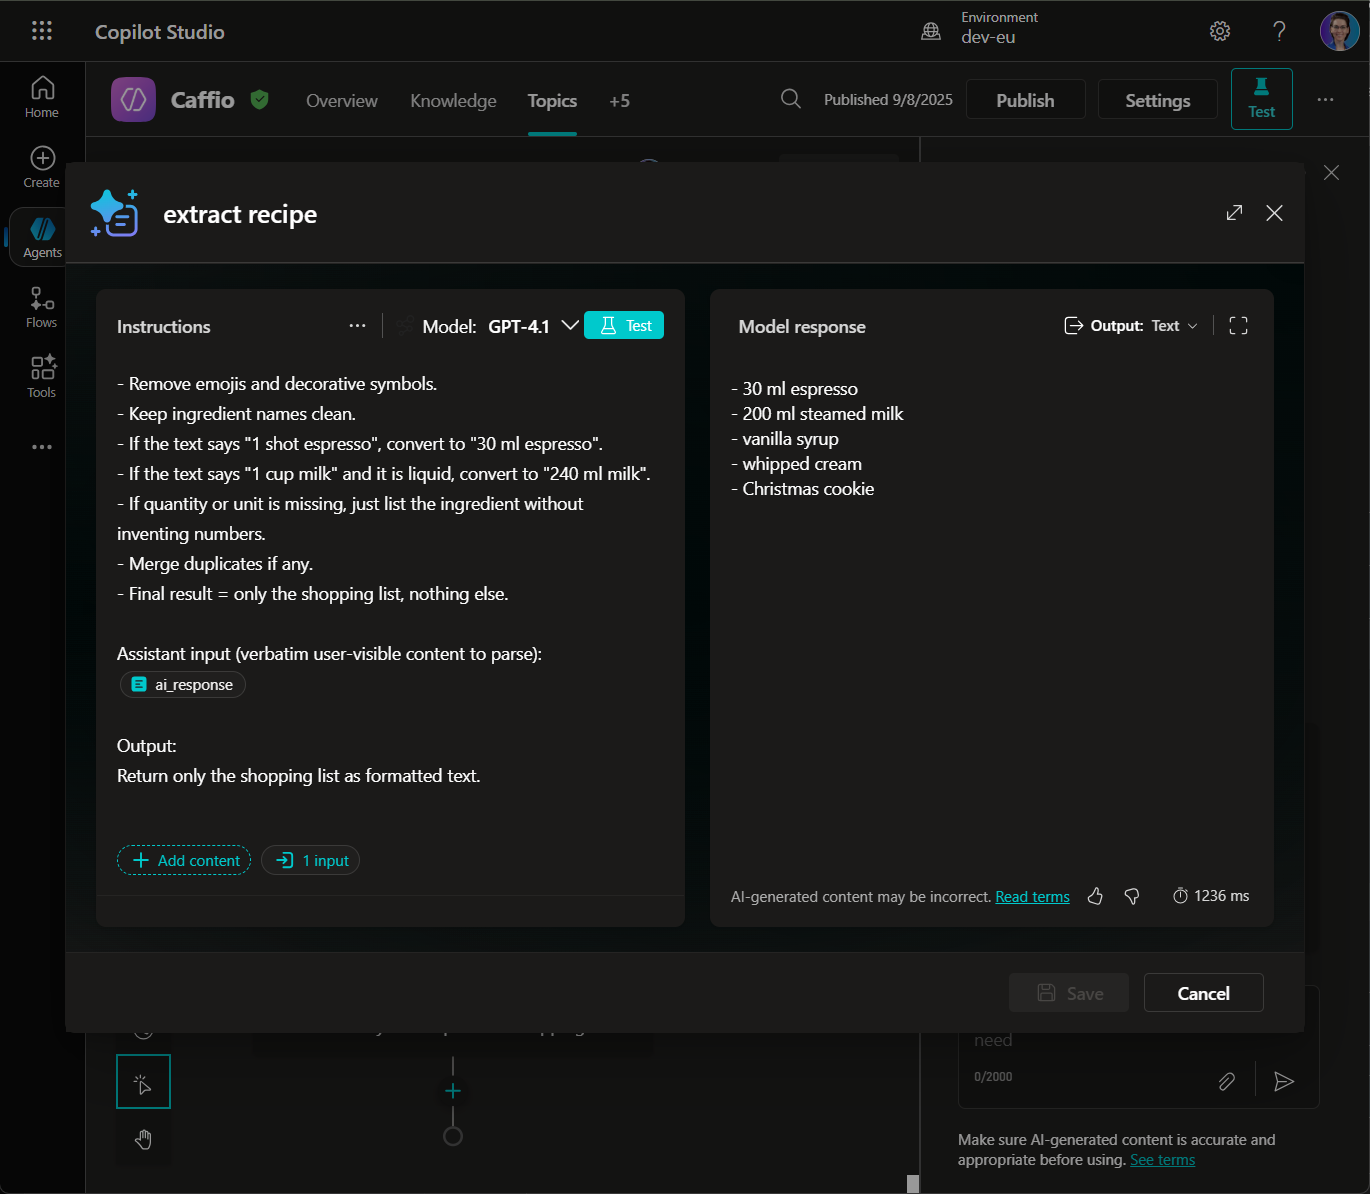 Copilot Studio
Environment
dev-eu
Home
Create
Agents
Flows
Tools
Caffio
Overview
Knowledge
Topics
+5
Published 9/8/2025
Publish
Settings
Test
extract recipe
Instructions
Model: GPT-4.1
Test
- Remove emojis and decorative symbols.
- Keep ingredient names clean.
- If the text says "1 shot espresso", convert to "30 ml espresso".
- If the text says "1 cup milk" and it is liquid, convert to "240 ml milk".
- If quantity or unit is missing, just list the ingredient without
inventing numbers.
- Merge duplicates if any.
- Final result = only the shopping list, nothing else.
Assistant input (verbatim user-visible content to parse):
ai_response
Output:
Return only the shopping list as formatted text.
Add content
1 input
Model response
Output: Text
- 30 ml espresso
- 200 ml steamed milk
- vanilla syrup
- whipped cream
- Christmas cookie
AI-generated content may be incorrect. Read terms
1236 ms
Save
Cancel
need
0/2000
Make sure AI-generated content is accurate and
appropriate before using. See terms